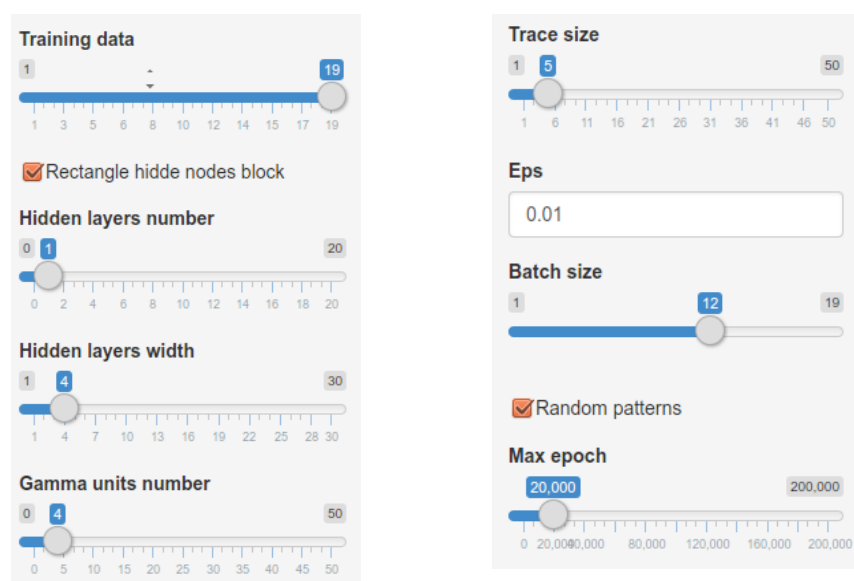 Training data
1 19
1 3 5 6 8 10 12 14 15 17 19
Rectangle hidde nodes block
Hidden layers number
0 1 20
0 2 4 6 8 10 12 14 16 18 20
Hidden layers width
1 4 30
1 4 7 10 13 16 19 22 25 28 30
Gamma units number
0 4 50
0 5 10 15 20 25 30 35 40 45 50
Trace size
1 5 50
1 6 11 16 21 26 31 36 41 46 50
Eps
0.01
Batch size
1 12 19
Random patterns
Max epoch
20,000 200,000
0 20,000 40,000 80,000 120,000 160,000 200,000